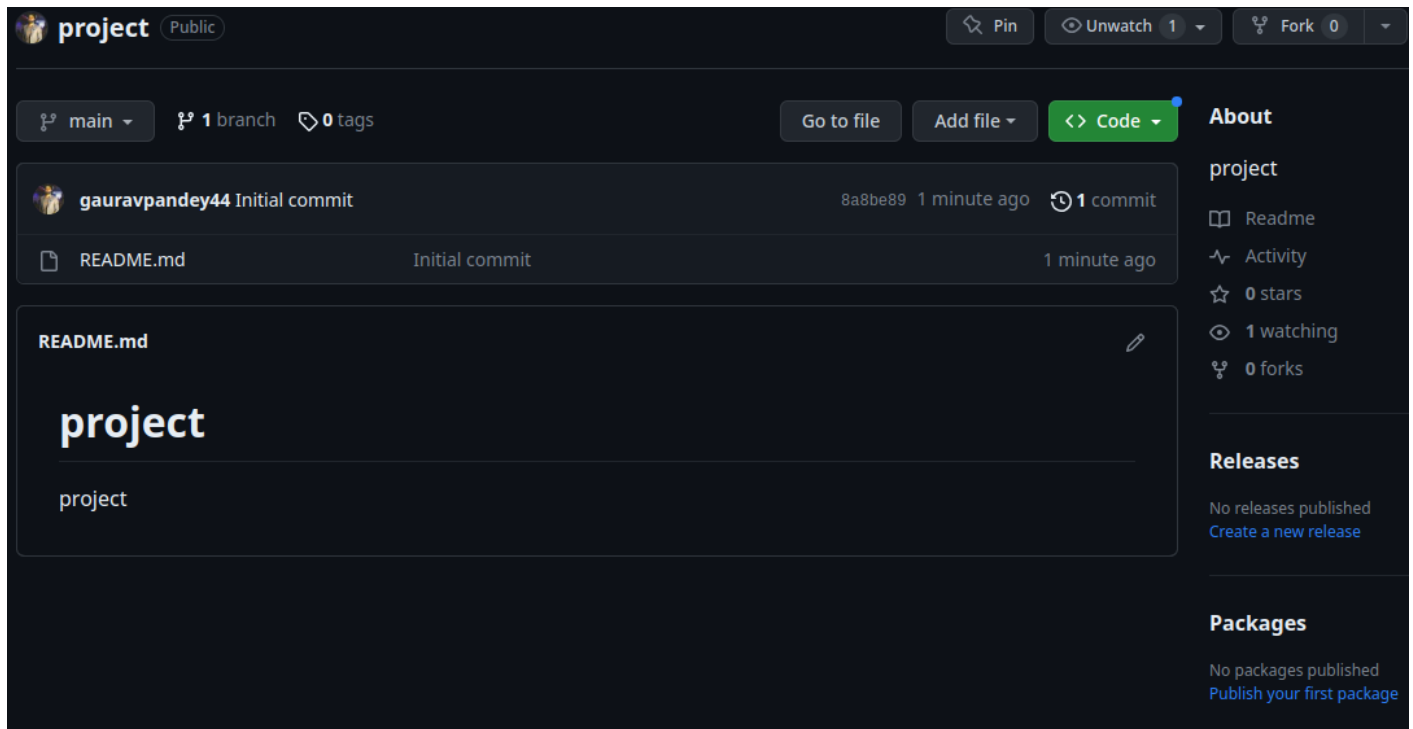 project Public
Pin
Unwatch 1
Fork 0
main
1 branch
0 tags
Go to file
Add file
<> Code
gauravpandey44 Initial commit
8a8be89 1 minute ago
1 commit
README.md Initial commit 1 minute ago
README.md
project
project
About
project
Readme
Activity
0 stars
1 watching
0 forks
Releases
No releases published
Create a new release
Packages
No packages published
Publish your first package